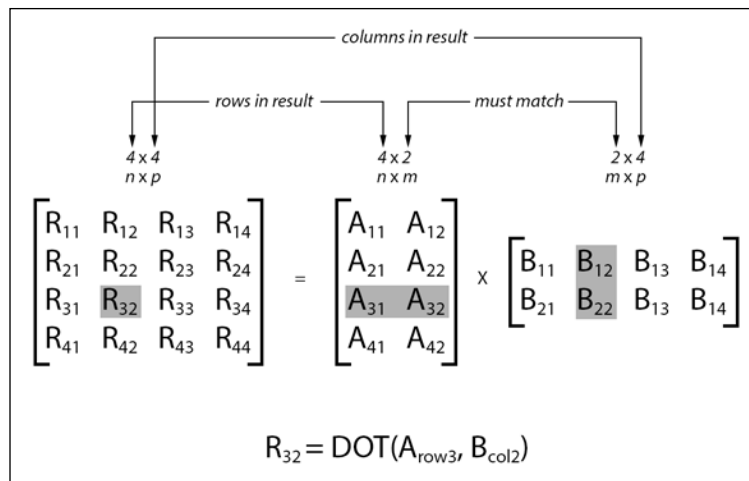 columns in result
rows in result must match
4 x 4 4 x 2 2 x 4
n x p n x m m x p
R11 R12 R13 R14 A11 A12
R21 R22 R23 R24 A21 A22 B11 B12 B13 B14
= x
R31 R32 R33 R34 A31 A32 B21 B22 B13 B14
R41 R42 R43 R44 A41 A42
R32 = DOT(Arow3, Bcol2)